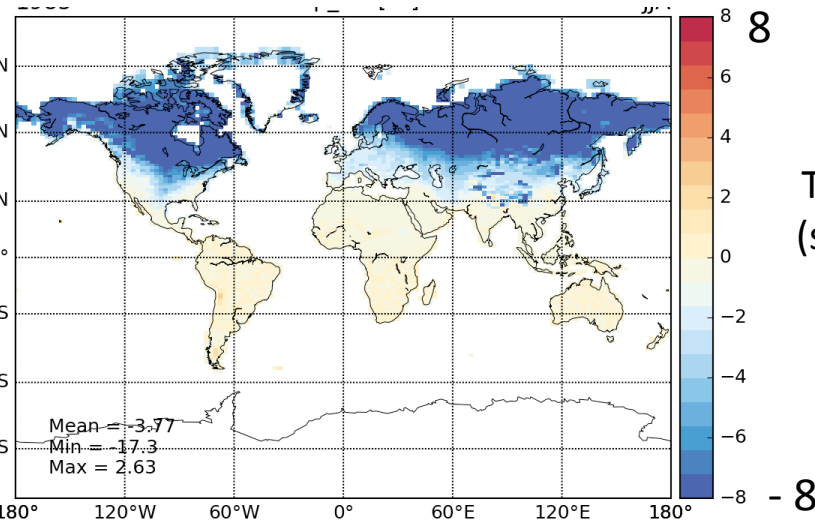 8
8
6
4
2
0
−2
−4
−6
−8
- 8
N
N
N
°
S
S
S
T
(s
Mean = -3.77
Min = -17.3
Max = 2.63
180°
120°W
60°W
0°
60°E
120°E
180°